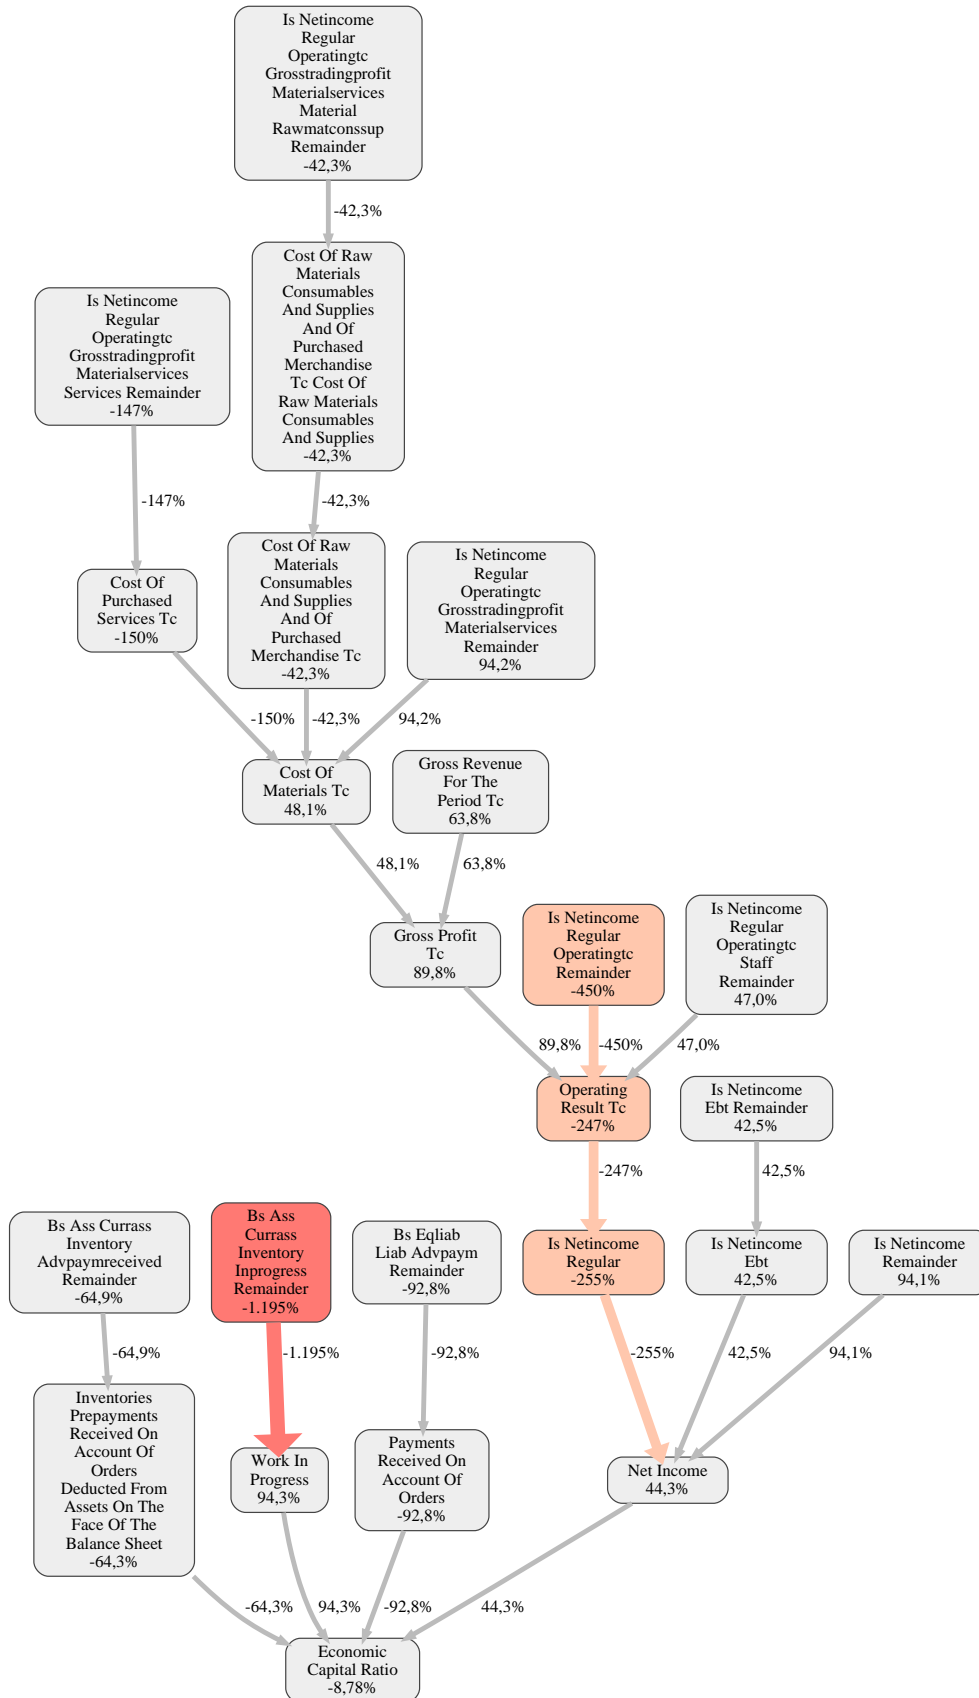 Is Netincome
Regular
Operatingtc
Grosstradingprofit
Materialservices
Material
Rawmatconssup
Remainder
-42,3%
-42,3%
Cost Of Raw
Materials
Consumables
And Supplies
And Of
Purchased
Merchandise
Tc Cost Of
Raw Materials
Consumables
And Supplies
-42,3%
Is Netincome
Regular
Operatingtc
Grosstradingprofit
Materialservices
Services Remainder
-147%
-147%
-42,3%
Cost Of
Purchased
Services Tc
-150%
Cost Of Raw
Materials
Consumables
And Supplies
And Of
Purchased
Merchandise Tc
-42,3%
Is Netincome
Regular
Operatingtc
Grosstradingprofit
Materialservices
Remainder
94,2%
-150%
-42,3%
94,2%
Cost Of
Materials Tc
48,1%
Gross Revenue
For The
Period Tc
63,8%
48,1%
63,8%
Gross Profit
Tc
89,8%
Is Netincome
Regular
Operatingtc
Remainder
-450%
Is Netincome
Regular
Operatingtc
Staff
Remainder
47,0%
89,8%
-450%
47,0%
Operating
Result Tc
-247%
Is Netincome
Ebt Remainder
42,5%
-247%
42,5%
Bs Ass Currass
Inventory
Advpaymreceived
Remainder
-64,9%
Bs Ass
Currass
Inventory
Inprogress
Remainder
-1.195%
Bs Eqliab
Liab Advpaym
Remainder
-92,8%
Is Netincome
Regular
-255%
Is Netincome
Ebt
42,5%
Is Netincome
Remainder
94,1%
-64,9%
-1.195%
-92,8%
-255%
42,5%
94,1%
Inventories
Prepayments
Received On
Account Of
Orders
Deducted From
Assets On The
Face Of The
Balance Sheet
-64,3%
Work In
Progress
94,3%
Payments
Received On
Account Of
Orders
-92,8%
Net Income
44,3%
-64,3%
94,3%
-92,8%
44,3%
Economic
Capital Ratio
-8,78%